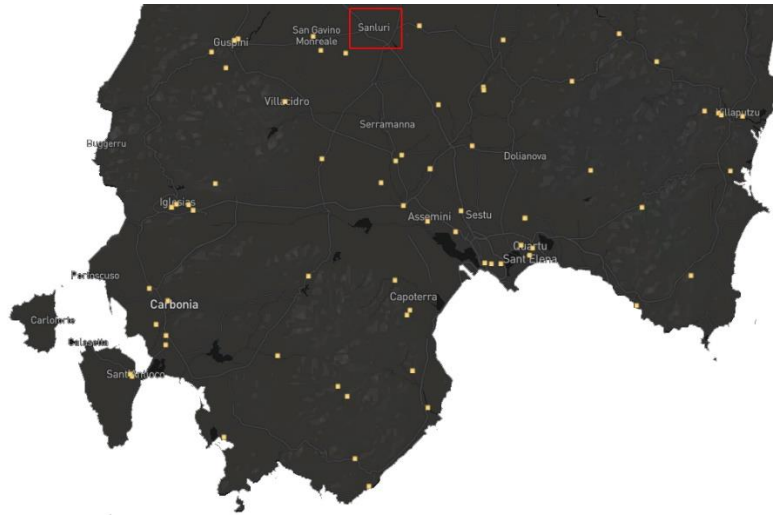 Sanluri
San Gavino
Monreale
Guspini
Villacidro
Serramanna
Villaputzu
Buggerru
Dolianova
Iglesias
Assemini
Sestu
Quartu
Sant Elena
Portoscuso
Carbonia
Capoterra
Carloforte
Calasetta
Sant'Antioco